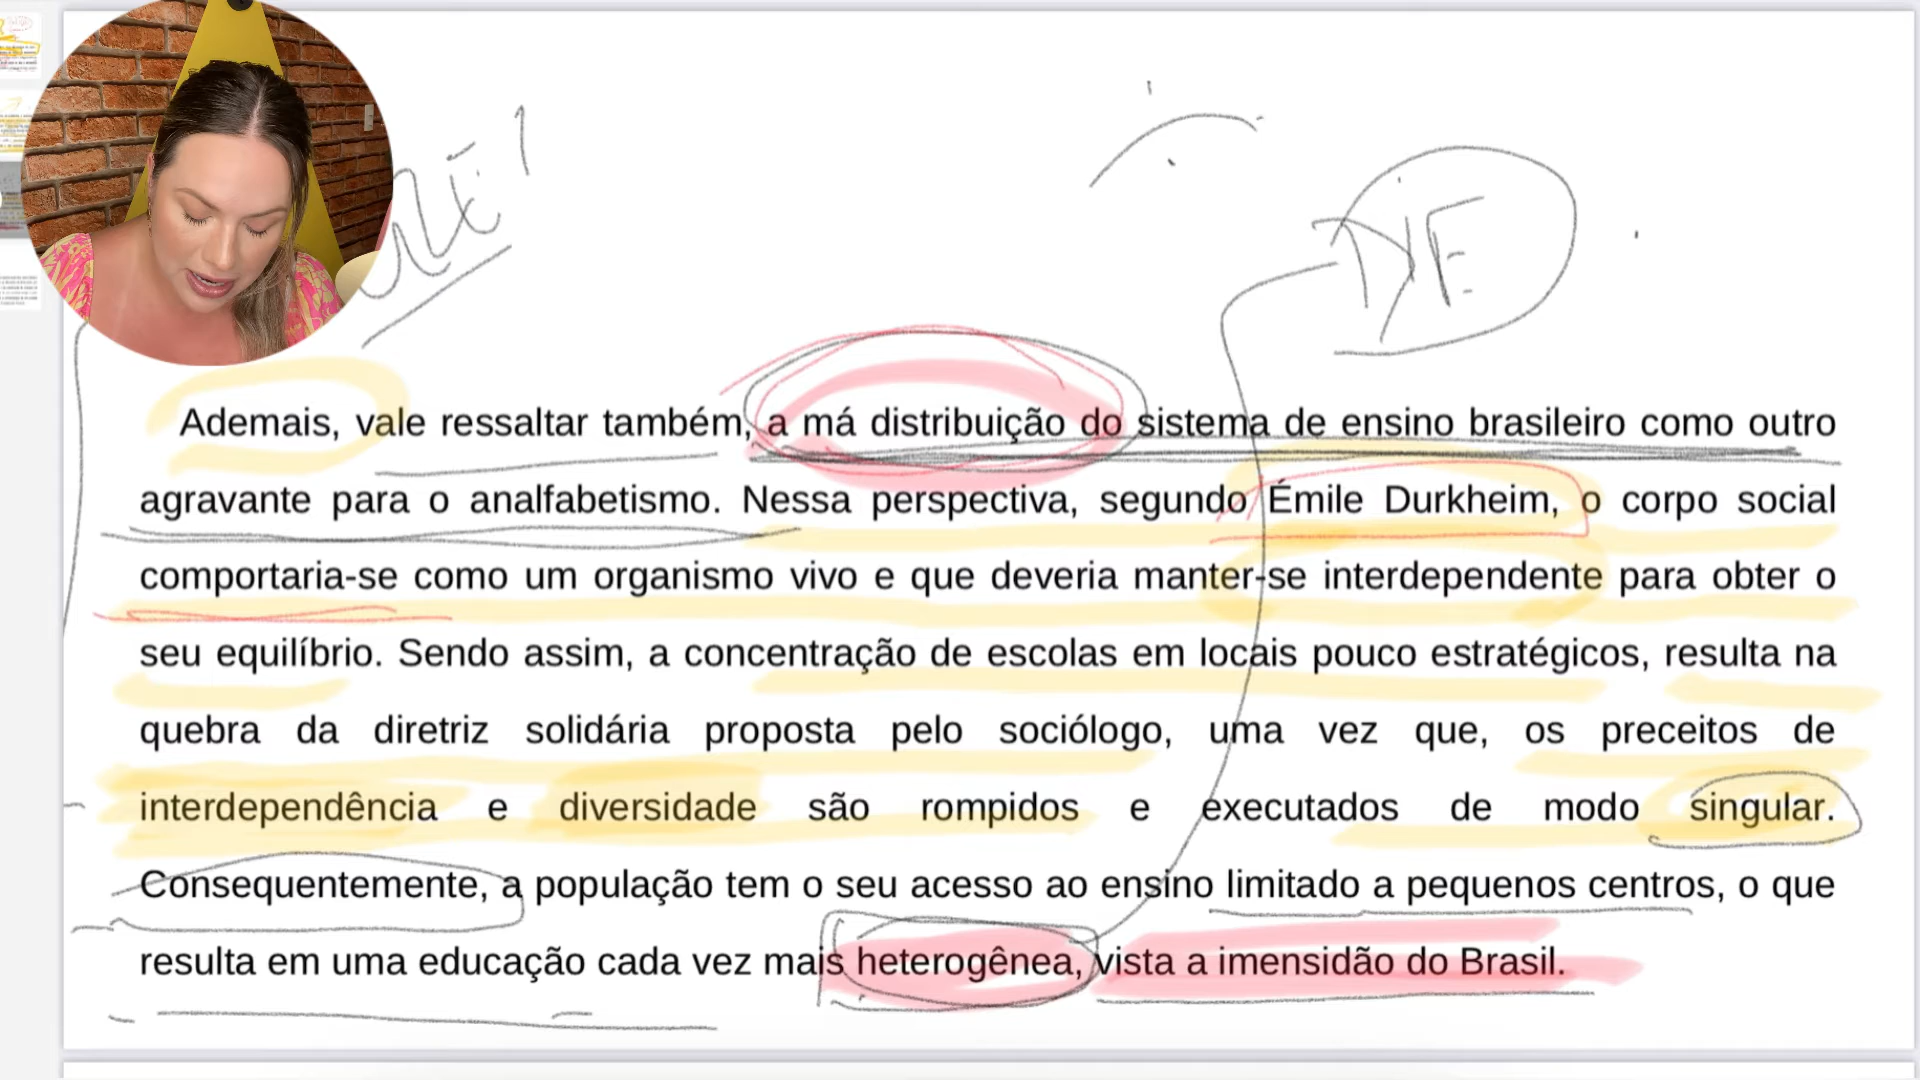 Ademais, vale ressaltar também, a má distribuição do sistema de ensino brasileiro como outro
agravante para o analfabetismo. Nessa perspectiva, segundo Émile Durkheim, o corpo social
comportaria-se como um organismo vivo e que deveria manter-se interdependente para obter o
seu equilíbrio. Sendo assim, a concentração de escolas em locais pouco estratégicos, resulta na
quebra da diretriz solidária proposta pelo sociólogo, uma vez que, os preceitos de
interdependência e diversidade são rompidos e executados de modo singular.
Consequentemente, a população tem o seu acesso ao ensino limitado a pequenos centros, o que
resulta em uma educação cada vez mais heterogênea, vista a imensidão do Brasil.